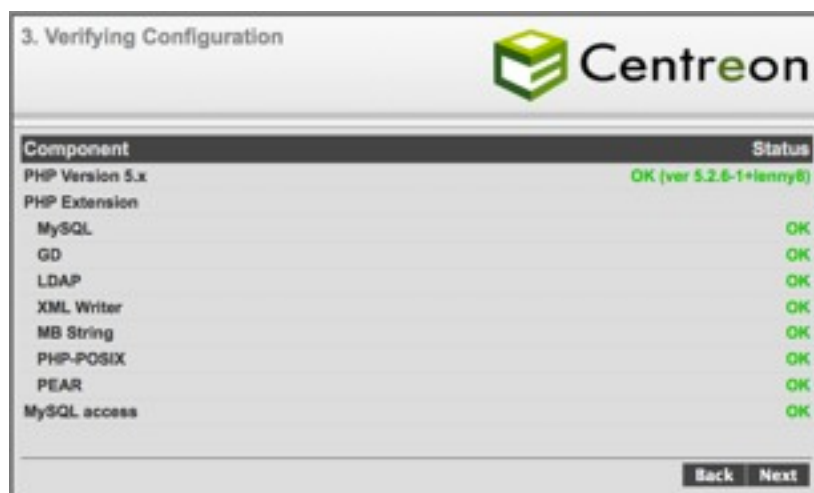 3. Verifying Configuration
Centreon
Component Status
PHP Version 5.x OK (ver 5.2.6-1+lenny8)
PHP Extension
MySQL OK
GD OK
LDAP OK
XML Writer OK
MB String OK
PHP-POSIX OK
PEAR OK
MySQL access OK
Back Next